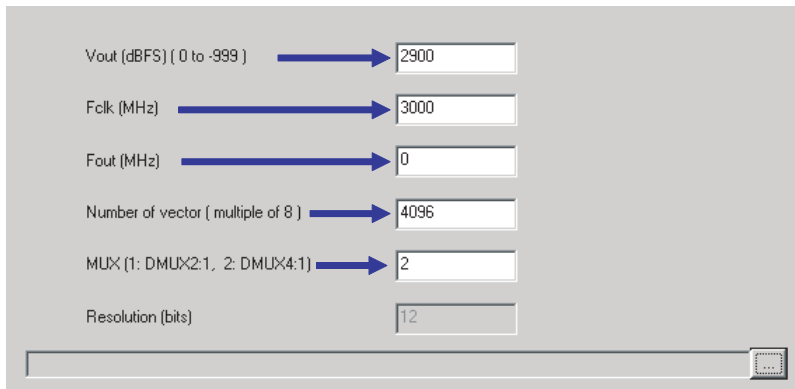 Vout (dBFS) ( 0 to -999 ) 2900
Fclk (MHz) 3000
Fout (MHz) 0
Number of vector ( multiple of 8 ) 4096
MUX (1: DMUX2:1, 2: DMUX4:1) 2
Resolution (bits) 12
...